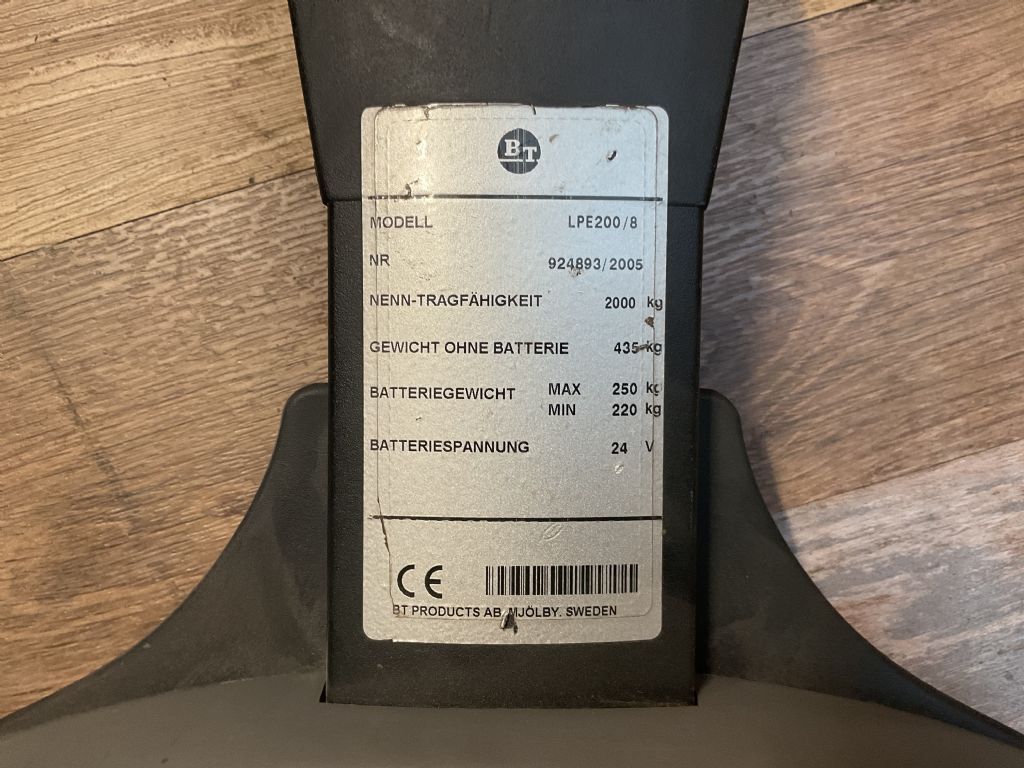 BT
MODELL LPE200/8
NR 924893/2005
NENN-TRAGFÄHIGKEIT 2000 kg
GEWICHT OHNE BATTERIE 435 kg
BATTERIEGEWICHT MAX 250 kg
MIN 220 kg
BATTERIESPANNUNG 24 V
CE
BT PRODUCTS AB, MJÖLBY. SWEDEN